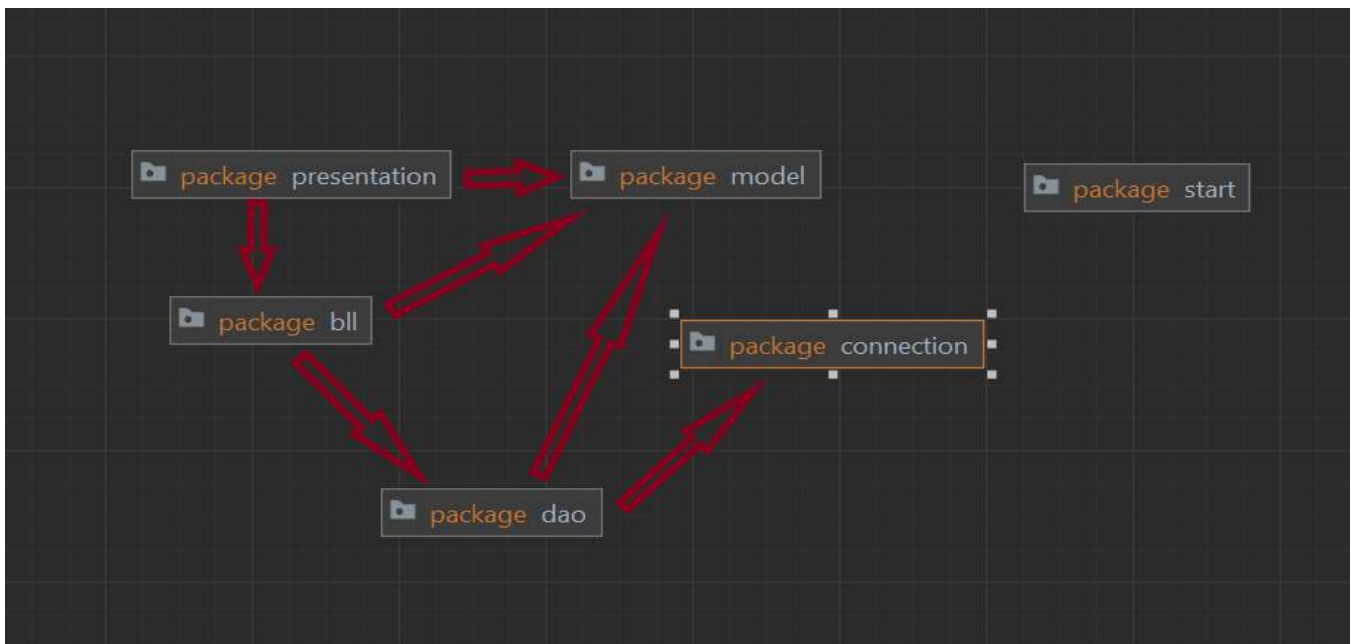 package presentation
package model
package start
package bll
package connection
package dao